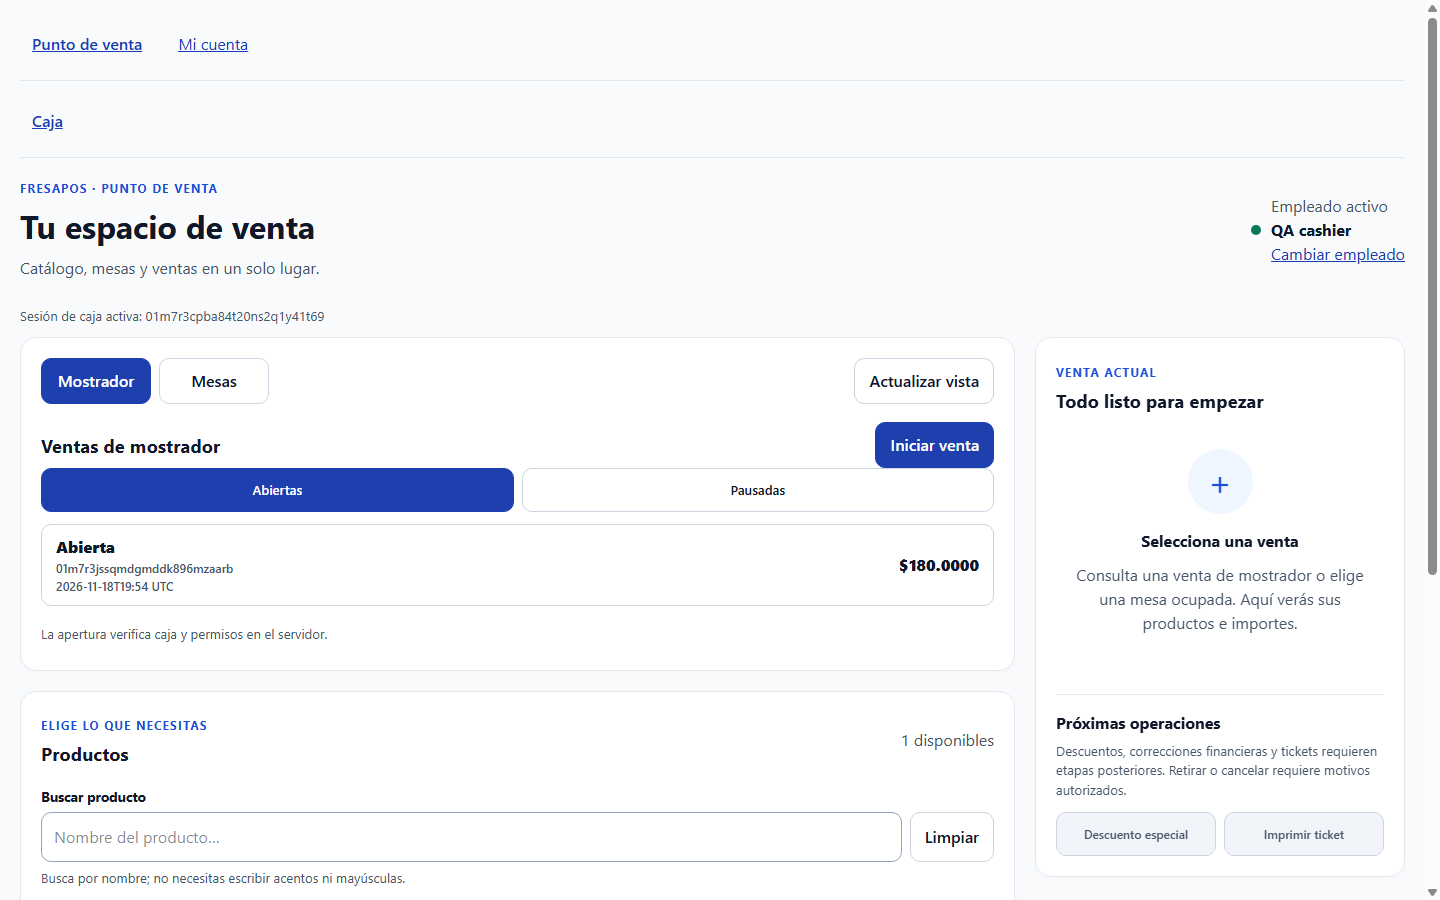 Punto de venta Mi cuenta
Caja
FRESAPOS · PUNTO DE VENTA
Tu espacio de venta
Catálogo, mesas y ventas en un solo lugar.
Empleado activo
QA cashier
Cambiar empleado
Sesión de caja activa: 01m7r3cpba84t20ns2q1y41t69
Mostrador Mesas Actualizar vista
Ventas de mostrador Iniciar venta
Abiertas Pausadas
Abierta
01m7r3jssqmdgmddk896mzaarb
2026-11-18T19:54 UTC
$180.0000
La apertura verifica caja y permisos en el servidor.
ELIGE LO QUE NECESITAS
Productos
1 disponibles
Buscar producto
Nombre del producto...
Limpiar
Busca por nombre; no necesitas escribir acentos ni mayúsculas.
VENTA ACTUAL
Todo listo para empezar
+
Selecciona una venta
Consulta una venta de mostrador o elige
una mesa ocupada. Aquí verás sus
productos e importes.
Próximas operaciones
Descuentos, correcciones financieras y tickets requieren
etapas posteriores. Retirar o cancelar requiere motivos
autorizados.
Descuento especial Imprimir ticket